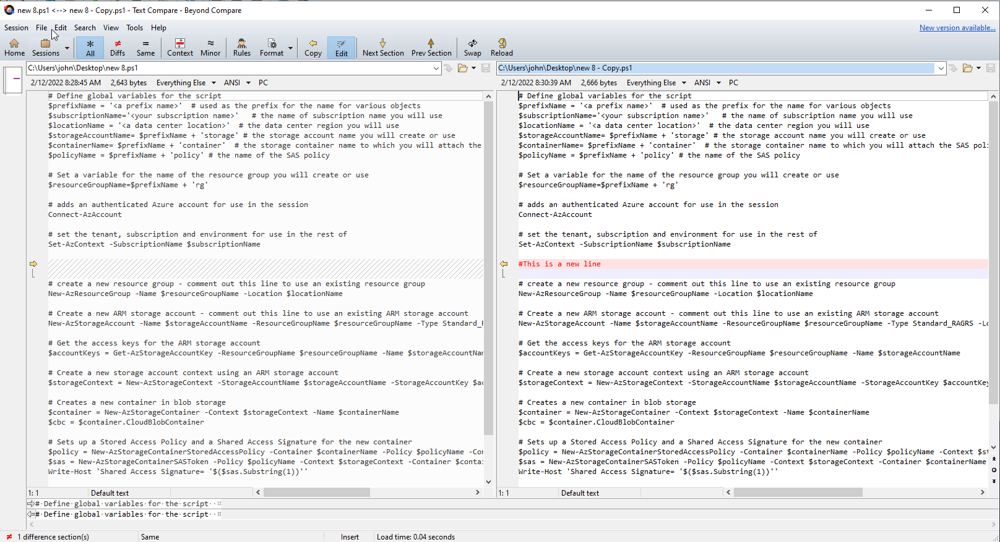 new 8.ps1 <--> new 8 - Copy.ps1 - Text Compare - Beyond Compare
Session File Edit Search View Tools Help New version available...
Home Sessions All Diffs Same Context Minor Rules Format Copy Edit Next Section Prev Section Swap Reload
C:\Users\john\Desktop\new 8.ps1
2/12/2022 8:28:45 AM 2,643 bytes Everything Else ANSI PC
# Define global variables for the script
$prefixName = '<a prefix name>'  # used as the prefix for the name for various objects
$subscriptionName='<your subscription name>'   # the name of subscription name you will use
$locationName = '<a data center location>'  # the data center region you will use
$storageAccountName= $prefixName + 'storage' # the storage account name you will create or use
$containerName= $prefixName + 'container'  # the storage container name to which you will attach the
$policyName = $prefixName + 'policy' # the name of the SAS policy
# Set a variable for the name of the resource group you will create or use
$resourceGroupName=$prefixName + 'rg'
# adds an authenticated Azure account for use in the session
Connect-AzAccount
# set the tenant, subscription and environment for use in the rest of
Set-AzContext -SubscriptionName $subscriptionName
# create a new resource group - comment out this line to use an existing resource group
New-AzResourceGroup -Name $resourceGroupName -Location $locationName
# Create a new ARM storage account - comment out this line to use an existing ARM storage account
New-AzStorageAccount -Name $storageAccountName -ResourceGroupName $resourceGroupName -Type Standard_R
# Get the access keys for the ARM storage account
$accountKeys = Get-AzStorageAccountKey -ResourceGroupName $resourceGroupName -Name $storageAccountNam
# Create a new storage account context using an ARM storage account
$storageContext = New-AzStorageContext -StorageAccountName $storageAccountName -StorageAccountKey $ac
# Creates a new container in blob storage
$container = New-AzStorageContainer -Context $storageContext -Name $containerName
$cbc = $container.CloudBlobContainer
# Sets up a Stored Access Policy and a Shared Access Signature for the new container
$policy = New-AzStorageContainerStoredAccessPolicy -Container $containerName -Policy $policyName -Con
$sas = New-AzStorageContainerSASToken -Policy $policyName -Context $storageContext -Container $contai
Write-Host 'Shared Access Signature= '$($sas.Substring(1))''
1: 1 Default text
C:\Users\john\Desktop\new 8 - Copy.ps1
2/12/2022 8:30:39 AM 2,666 bytes Everything Else ANSI PC
# Define global variables for the script
$prefixName = '<a prefix name>'  # used as the prefix for the name for various objects
$subscriptionName='<your subscription name>'   # the name of subscription name you will use
$locationName = '<a data center location>'  # the data center region you will use
$storageAccountName= $prefixName + 'storage' # the storage account name you will create or use
$containerName= $prefixName + 'container'  # the storage container name to which you will attach the SAS poli
$policyName = $prefixName + 'policy' # the name of the SAS policy
# Set a variable for the name of the resource group you will create or use
$resourceGroupName=$prefixName + 'rg'
# adds an authenticated Azure account for use in the session
Connect-AzAccount
# set the tenant, subscription and environment for use in the rest of
Set-AzContext -SubscriptionName $subscriptionName
#This is a new line
# create a new resource group - comment out this line to use an existing resource group
New-AzResourceGroup -Name $resourceGroupName -Location $locationName
# Create a new ARM storage account - comment out this line to use an existing ARM storage account
New-AzStorageAccount -Name $storageAccountName -ResourceGroupName $resourceGroupName -Type Standard_RAGRS -Lo
# Get the access keys for the ARM storage account
$accountKeys = Get-AzStorageAccountKey -ResourceGroupName $resourceGroupName -Name $storageAccountName
# Create a new storage account context using an ARM storage account
$storageContext = New-AzStorageContext -StorageAccountName $storageAccountName -StorageAccountKey $accountKey
# Creates a new container in blob storage
$container = New-AzStorageContainer -Context $storageContext -Name $containerName
$cbc = $container.CloudBlobContainer
# Sets up a Stored Access Policy and a Shared Access Signature for the new container
$policy = New-AzStorageContainerStoredAccessPolicy -Container $containerName -Policy $policyName -Context $st
$sas = New-AzStorageContainerSASToken -Policy $policyName -Context $storageContext -Container $containerName
Write-Host 'Shared Access Signature= '$($sas.Substring(1))''
1: 1 Default text
#·Define·global·variables·for·the·script··¤
#·Define·global·variables·for·the·script··¤
1 difference section(s) Same Insert Load time: 0.04 seconds